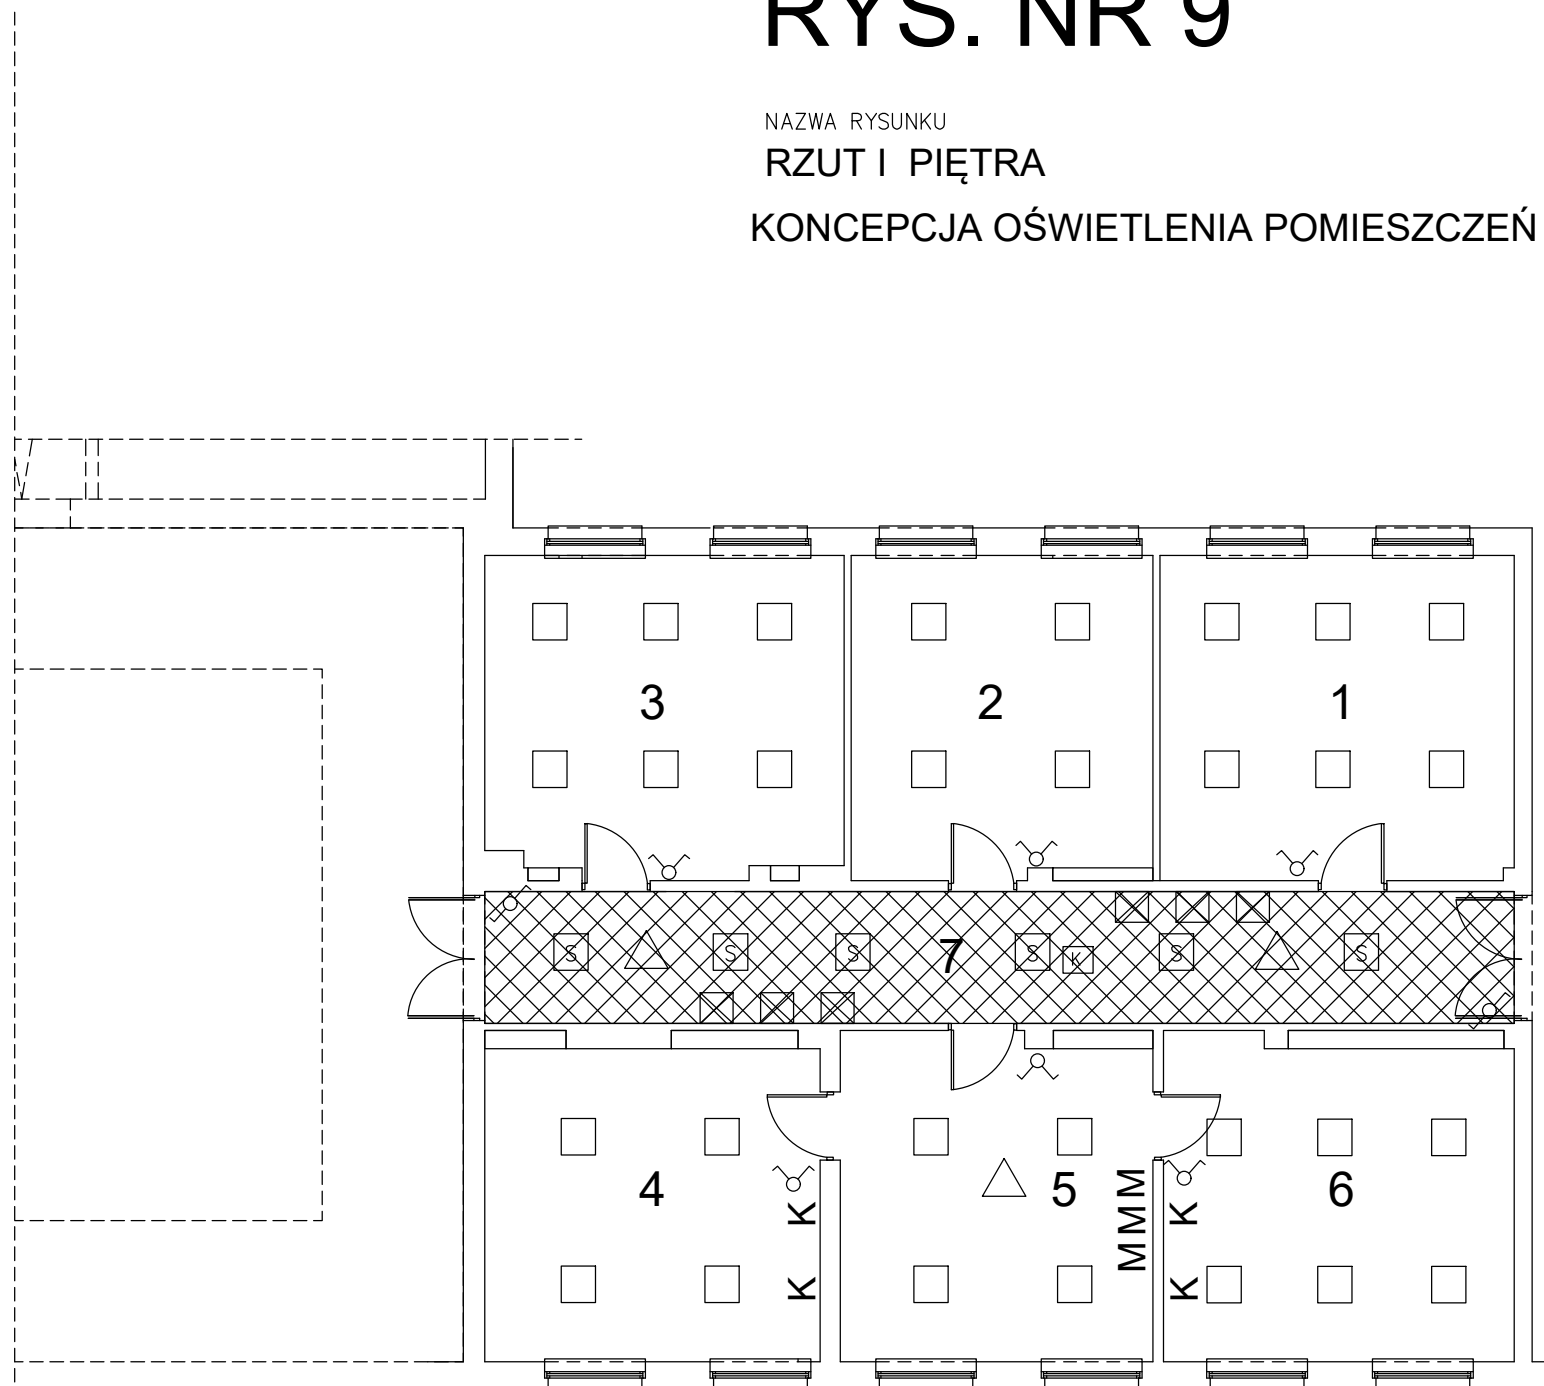 RYS. NR 9
NAZWA RYSUNKU
RZUT I PIĘTRA
KONCEPCJA OŚWIETLENIA POMIESZCZEŃ
3 2 1
S S S 7 S K S S
4 5 6
K MMM K
K K